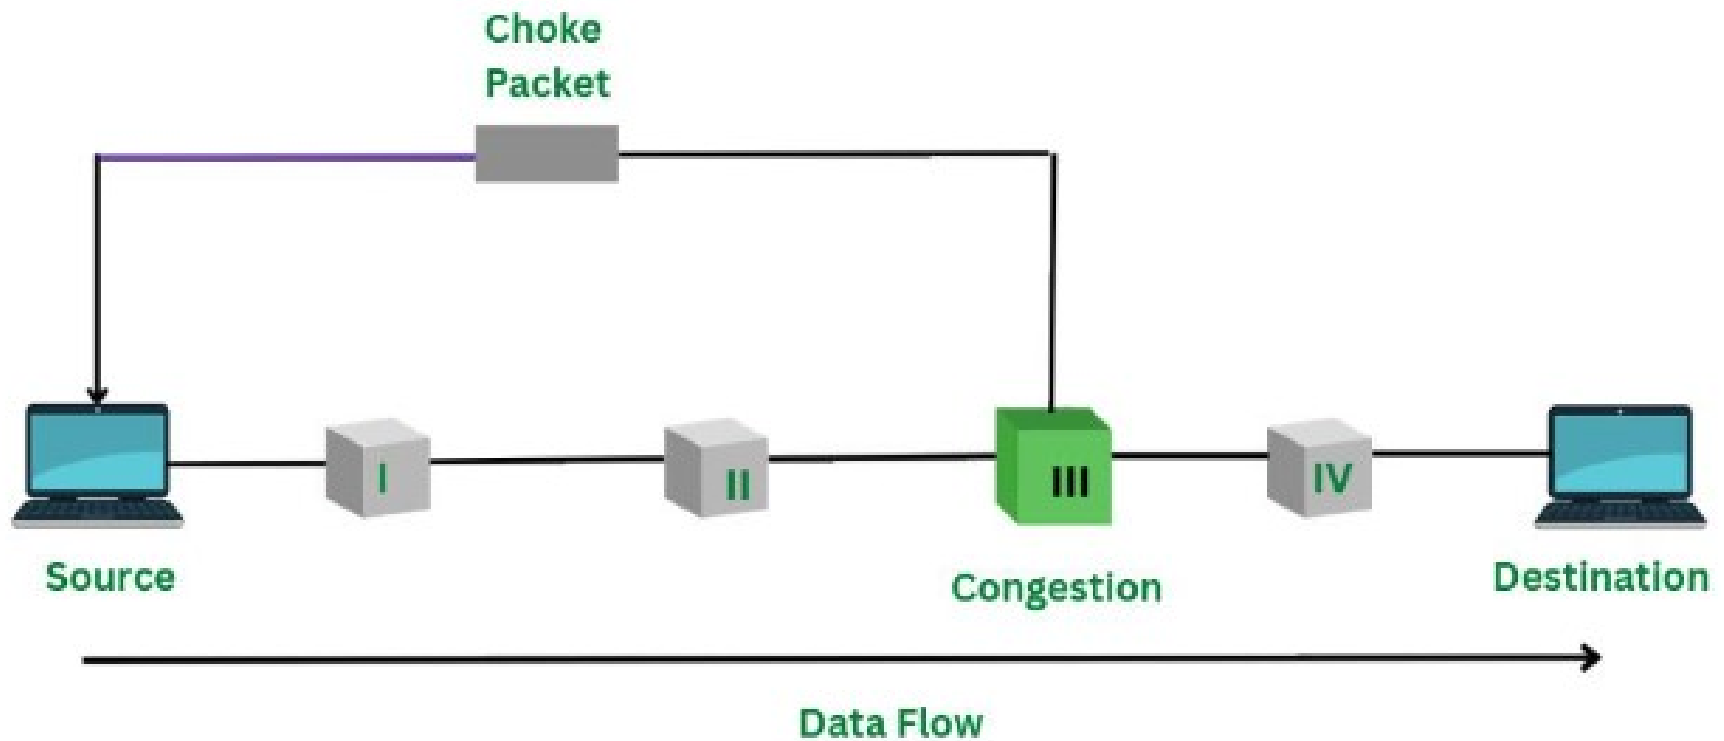 Choke
Packet
I
II
III
IV
Source
Congestion
Destination
Data Flow